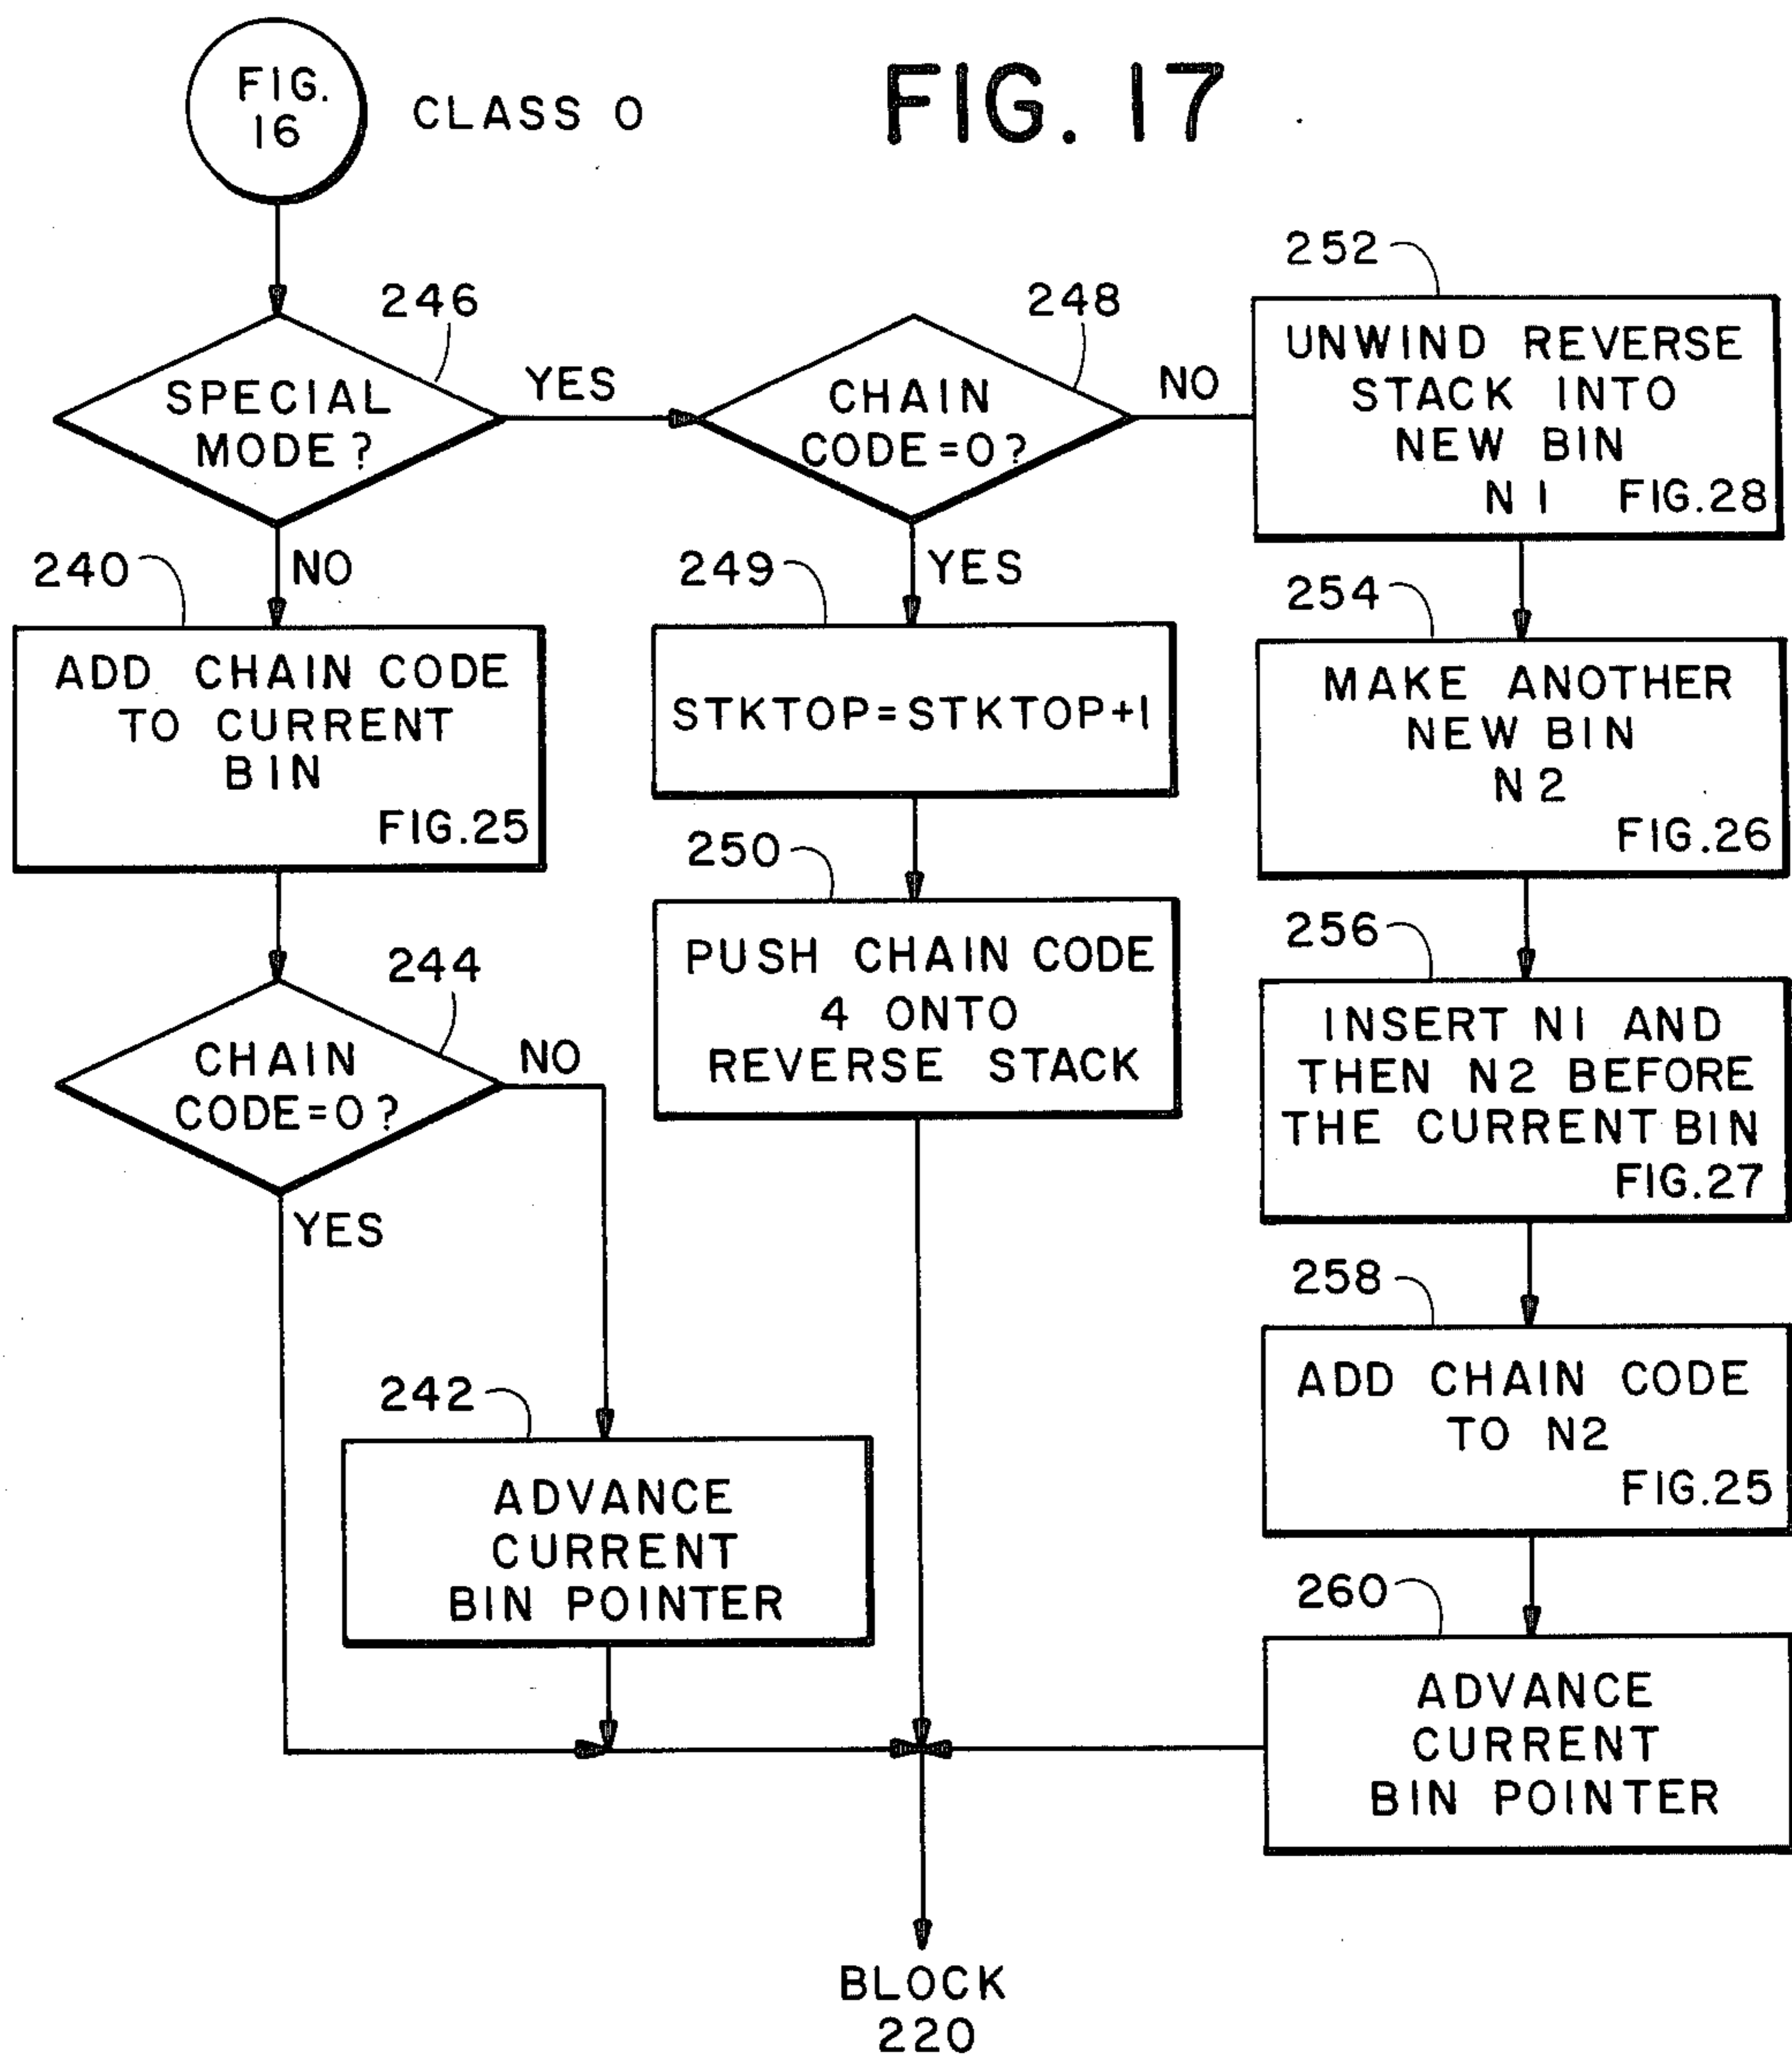 FIG. 17
FIG.
16
CLASS 0
246
SPECIAL
MODE?
YES
NO
248
CHAIN
CODE=0?
NO
YES
252
UNWIND REVERSE
STACK INTO
NEW BIN
N1 FIG.28
240
ADD CHAIN CODE
TO CURRENT
BIN
FIG.25
249
STKTOP=STKTOP+1
254
MAKE ANOTHER
NEW BIN
N2
FIG.26
250
PUSH CHAIN CODE
4 ONTO
REVERSE STACK
256
INSERT N1 AND
THEN N2 BEFORE
THE CURRENT BIN
FIG.27
244
CHAIN
CODE=0?
NO
YES
258
ADD CHAIN CODE
TO N2
FIG.25
242
ADVANCE
CURRENT
BIN POINTER
260
ADVANCE
CURRENT
BIN POINTER
BLOCK
220